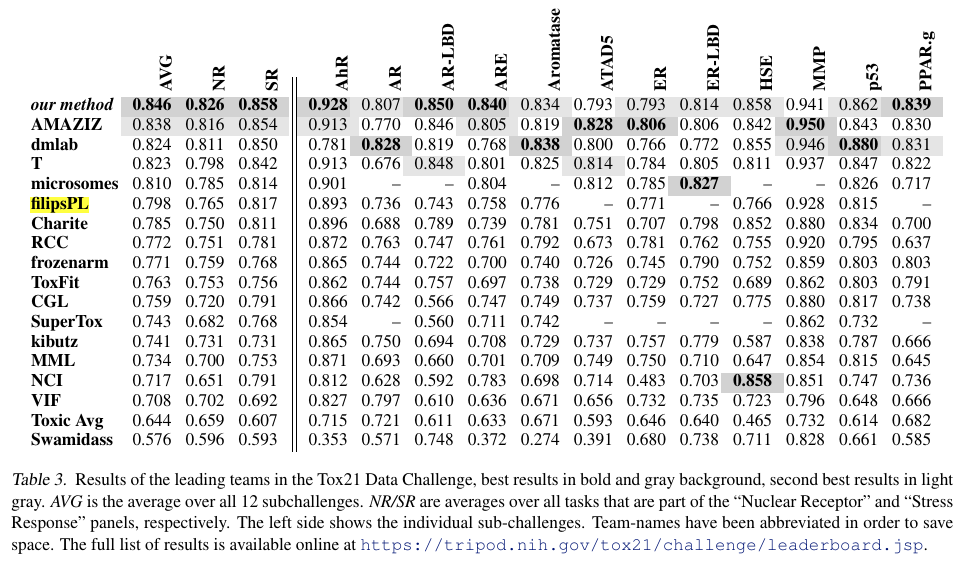 AVG NR SR AhR AR AR-LBD ARE Aromatase ATAD5 ER ER-LBD HSE MMP p53 PPAR.g
our method 0.846 0.826 0.858 0.928 0.807 0.850 0.840 0.834 0.793 0.793 0.814 0.858 0.941 0.862 0.839
AMAZIZ 0.838 0.816 0.854 0.913 0.770 0.846 0.805 0.819 0.828 0.806 0.806 0.842 0.950 0.843 0.830
dmlab 0.824 0.811 0.850 0.781 0.828 0.819 0.768 0.838 0.800 0.766 0.772 0.855 0.946 0.880 0.831
T 0.823 0.798 0.842 0.913 0.676 0.848 0.801 0.825 0.814 0.784 0.805 0.811 0.937 0.847 0.822
microsomes 0.810 0.785 0.814 0.901 – – 0.804 – 0.812 0.785 0.827 – – 0.826 0.717
filipsPL 0.798 0.765 0.817 0.893 0.736 0.743 0.758 0.776 – 0.771 – 0.766 0.928 0.815 –
Charite 0.785 0.750 0.811 0.896 0.688 0.789 0.739 0.781 0.751 0.707 0.798 0.852 0.880 0.834 0.700
RCC 0.772 0.751 0.781 0.872 0.763 0.747 0.761 0.792 0.673 0.781 0.762 0.755 0.920 0.795 0.637
frozenarm 0.771 0.759 0.768 0.865 0.744 0.722 0.700 0.740 0.726 0.745 0.790 0.752 0.859 0.803 0.803
ToxFit 0.763 0.753 0.756 0.862 0.744 0.757 0.697 0.738 0.729 0.729 0.752 0.689 0.862 0.803 0.791
CGL 0.759 0.720 0.791 0.866 0.742 0.566 0.747 0.749 0.737 0.759 0.727 0.775 0.880 0.817 0.738
SuperTox 0.743 0.682 0.768 0.854 – 0.560 0.711 0.742 – – – – 0.862 0.732 –
kibutz 0.741 0.731 0.731 0.865 0.750 0.694 0.708 0.729 0.737 0.757 0.779 0.587 0.838 0.787 0.666
MML 0.734 0.700 0.753 0.871 0.693 0.660 0.701 0.709 0.749 0.750 0.710 0.647 0.854 0.815 0.645
NCI 0.717 0.651 0.791 0.812 0.628 0.592 0.783 0.698 0.714 0.483 0.703 0.858 0.851 0.747 0.736
VIF 0.708 0.702 0.692 0.827 0.797 0.610 0.636 0.671 0.656 0.732 0.735 0.723 0.796 0.648 0.666
Toxic Avg 0.644 0.659 0.607 0.715 0.721 0.611 0.633 0.671 0.593 0.646 0.640 0.465 0.732 0.614 0.682
Swamidass 0.576 0.596 0.593 0.353 0.571 0.748 0.372 0.274 0.391 0.680 0.738 0.711 0.828 0.661 0.585
Table 3. Results of the leading teams in the Tox21 Data Challenge, best results in bold and gray background, second best results in light
gray. AVG is the average over all 12 subchallenges. NR/SR are averages over all tasks that are part of the “Nuclear Receptor” and “Stress
Response” panels, respectively. The left side shows the individual sub-challenges. Team-names have been abbreviated in order to save
space. The full list of results is available online at https://tripod.nih.gov/tox21/challenge/leaderboard.jsp.